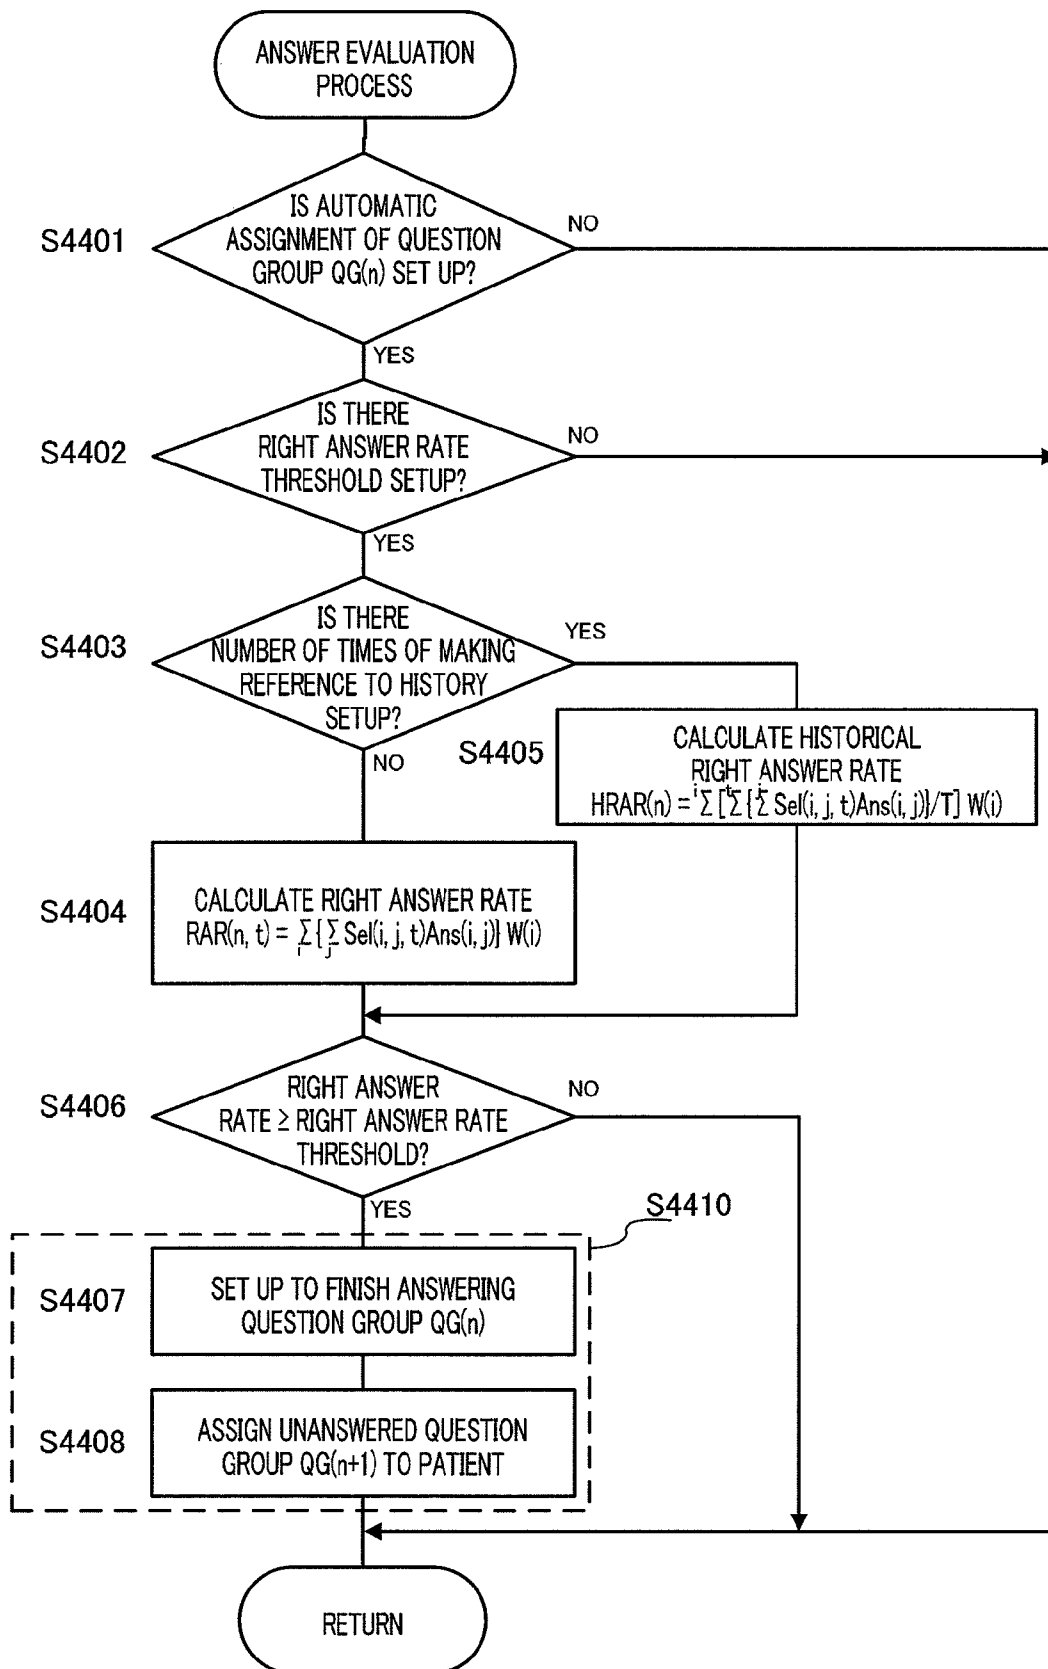 ANSWER EVALUATION
PROCESS
S4401
IS AUTOMATIC
ASSIGNMENT OF QUESTION
GROUP QG(n) SET UP?
NO
YES
S4402
IS THERE
RIGHT ANSWER RATE
THRESHOLD SETUP?
NO
YES
S4403
IS THERE
NUMBER OF TIMES OF MAKING
REFERENCE TO HISTORY
SETUP?
YES
NO
S4405
CALCULATE HISTORICAL
RIGHT ANSWER RATE
HRAR(n) = i Σ [t Σ {j Σ Sel(i, j, t)Ans(i, j)}/T] W(i)
S4404
CALCULATE RIGHT ANSWER RATE
RAR(n, t) = Σ i { Σ j Sel(i, j, t)Ans(i, j)} W(i)
S4406
RIGHT ANSWER
RATE ≥ RIGHT ANSWER RATE
THRESHOLD?
NO
YES
S4410
S4407
SET UP TO FINISH ANSWERING
QUESTION GROUP QG(n)
S4408
ASSIGN UNANSWERED QUESTION
GROUP QG(n+1) TO PATIENT
RETURN